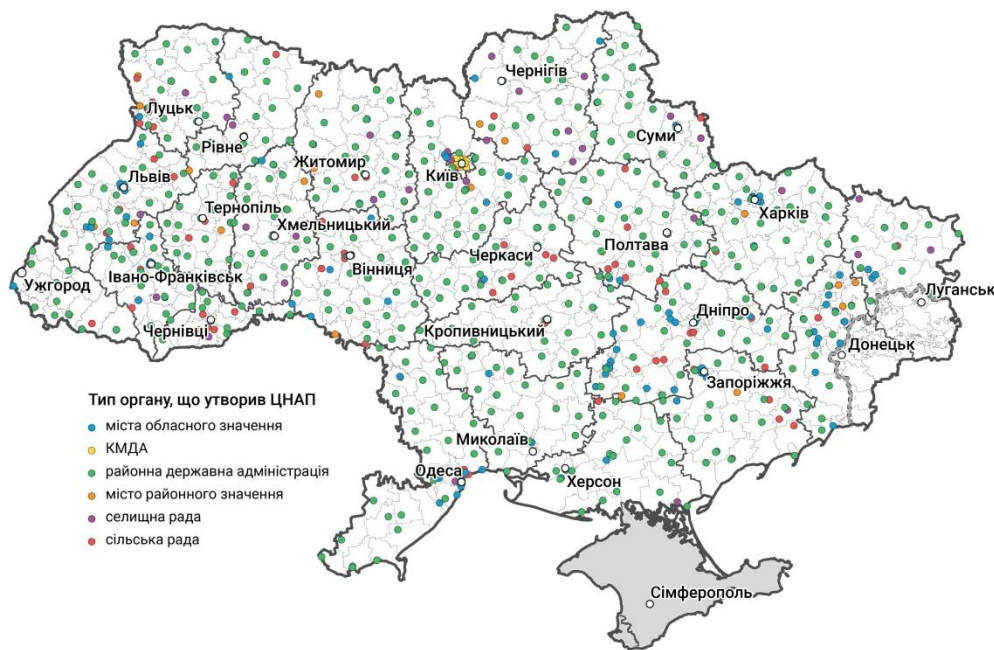 Чернігів
Луцьк
Суми
Рівне
Житомир
Київ
Львів
Харків
Тернопіль
Хмельницький
Полтава
Черкаси
Вінниця
Івано-Франківськ
Ужгород
Луганськ
Дніпро
Чернівці
Кропивницький
Донецьк
Запоріжжя
Тип органу, що утворив ЦНАП
міста обласного значення
КМДА
районна державна адміністрація
місто районного значення
селищна рада
сільська рада
Миколаїв
Одеса
Херсон
Сімферополь